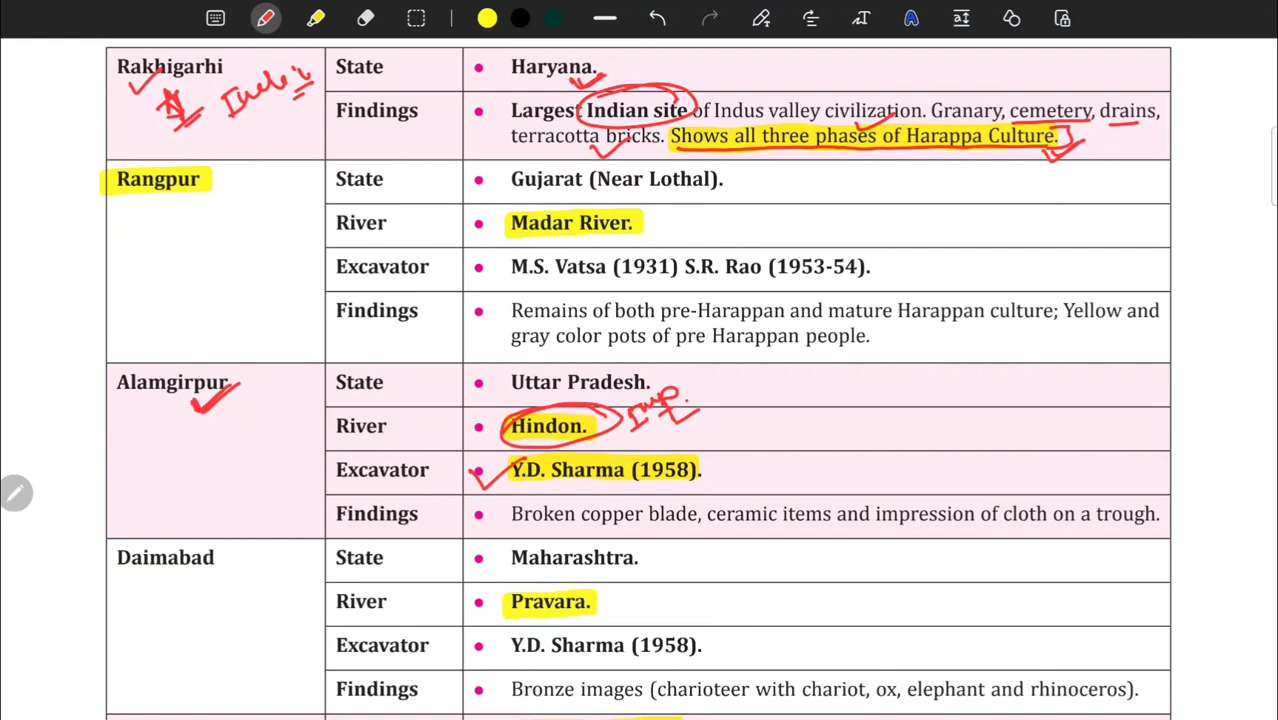 Rakhigarhi State • Haryana.
Findings • Largest Indian site of Indus valley civilization. Granary, cemetery, drains,
terracotta bricks. Shows all three phases of Harappa Culture.
Rangpur State • Gujarat (Near Lothal).
River • Madar River.
Excavator • M.S. Vatsa (1931) S.R. Rao (1953-54).
Findings • Remains of both pre-Harappan and mature Harappan culture; Yellow and
gray color pots of pre Harappan people.
Alamgirpur State • Uttar Pradesh.
River • Hindon. Imp.
Excavator • Y.D. Sharma (1958).
Findings • Broken copper blade, ceramic items and impression of cloth on a trough.
Daimabad State • Maharashtra.
River • Pravara.
Excavator • Y.D. Sharma (1958).
Findings • Bronze images (charioteer with chariot, ox, elephant and rhinoceros).